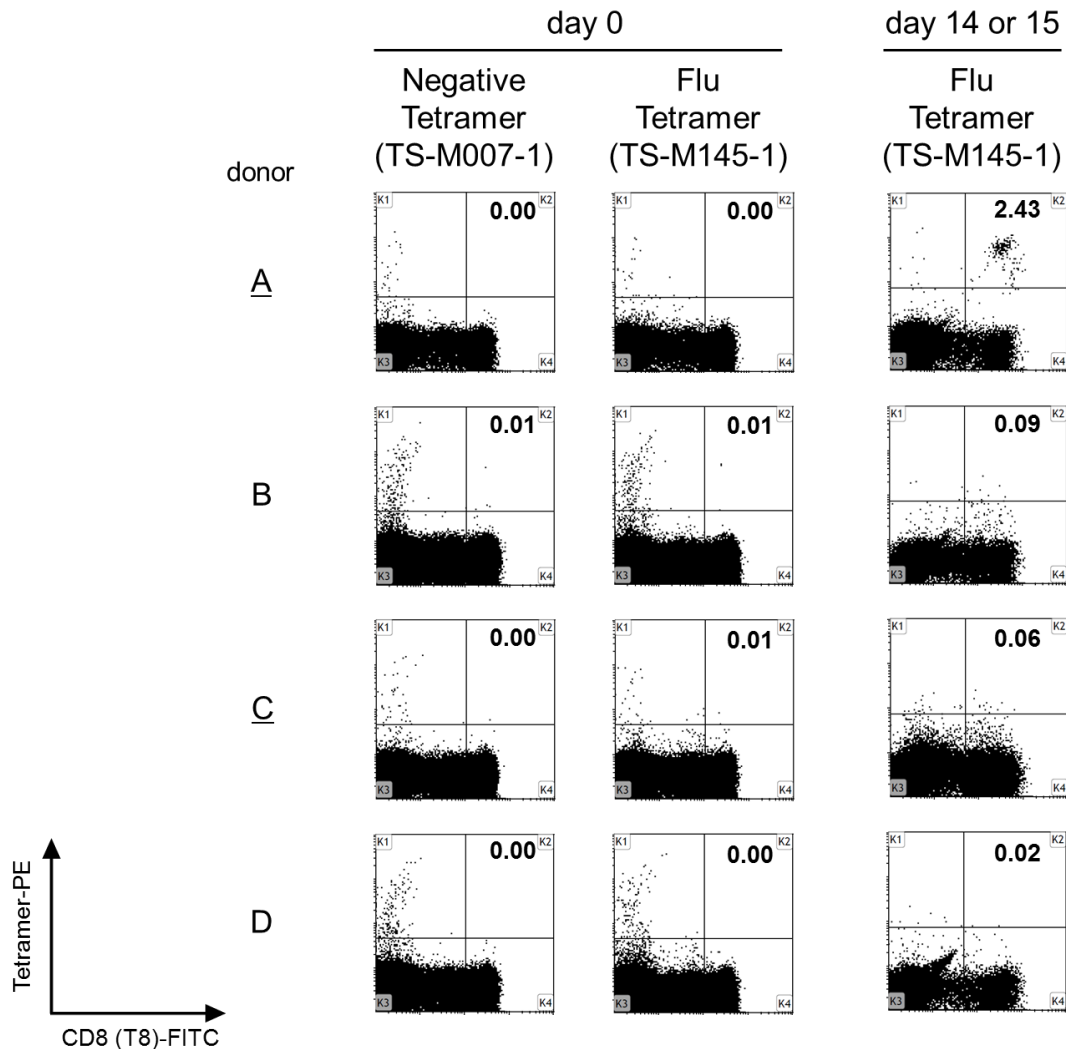 day 0
day 14 or 15
Negative
Tetramer
(TS-M007-1)
Flu
Tetramer
(TS-M145-1)
Flu
Tetramer
(TS-M145-1)
donor
A
K1
0.00
K2
K3
K4
K1
0.00
K2
K3
K4
K1
2.43
K2
K3
K4
B
K1
0.01
K2
K3
K4
K1
0.01
K2
K3
K4
K1
0.09
K2
K3
K4
C
K1
0.00
K2
K3
K4
K1
0.01
K2
K3
K4
K1
0.06
K2
K3
K4
D
K1
0.00
K2
K3
K4
K1
0.00
K2
K3
K4
K1
0.02
K2
K3
K4
Tetramer-PE
CD8 (T8)-FITC